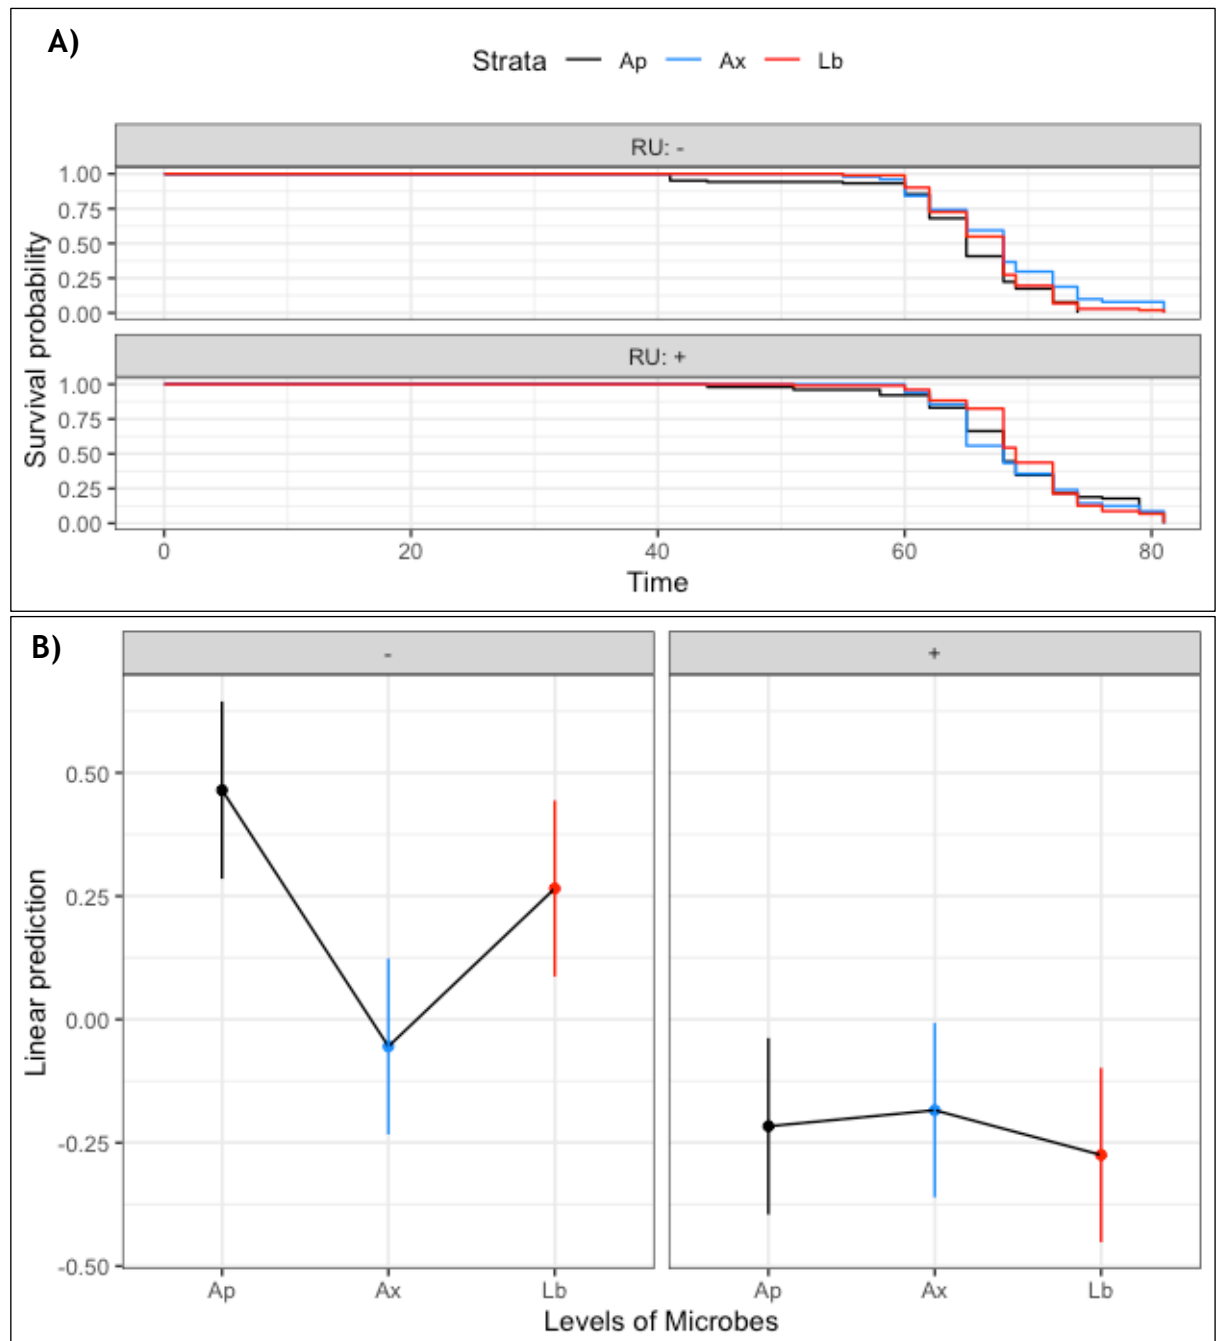 A)
Strata Ap Ax Lb
RU: -
1.00
0.75
0.50
0.25
0.00
RU: +
1.00
0.75
0.50
0.25
0.00
Survival probability
0 20 40 60 80
Time
B)
- +
0.50
0.25
0.00
-0.25
-0.50
Linear prediction
Ap Ax Lb Ap Ax Lb
Levels of Microbes